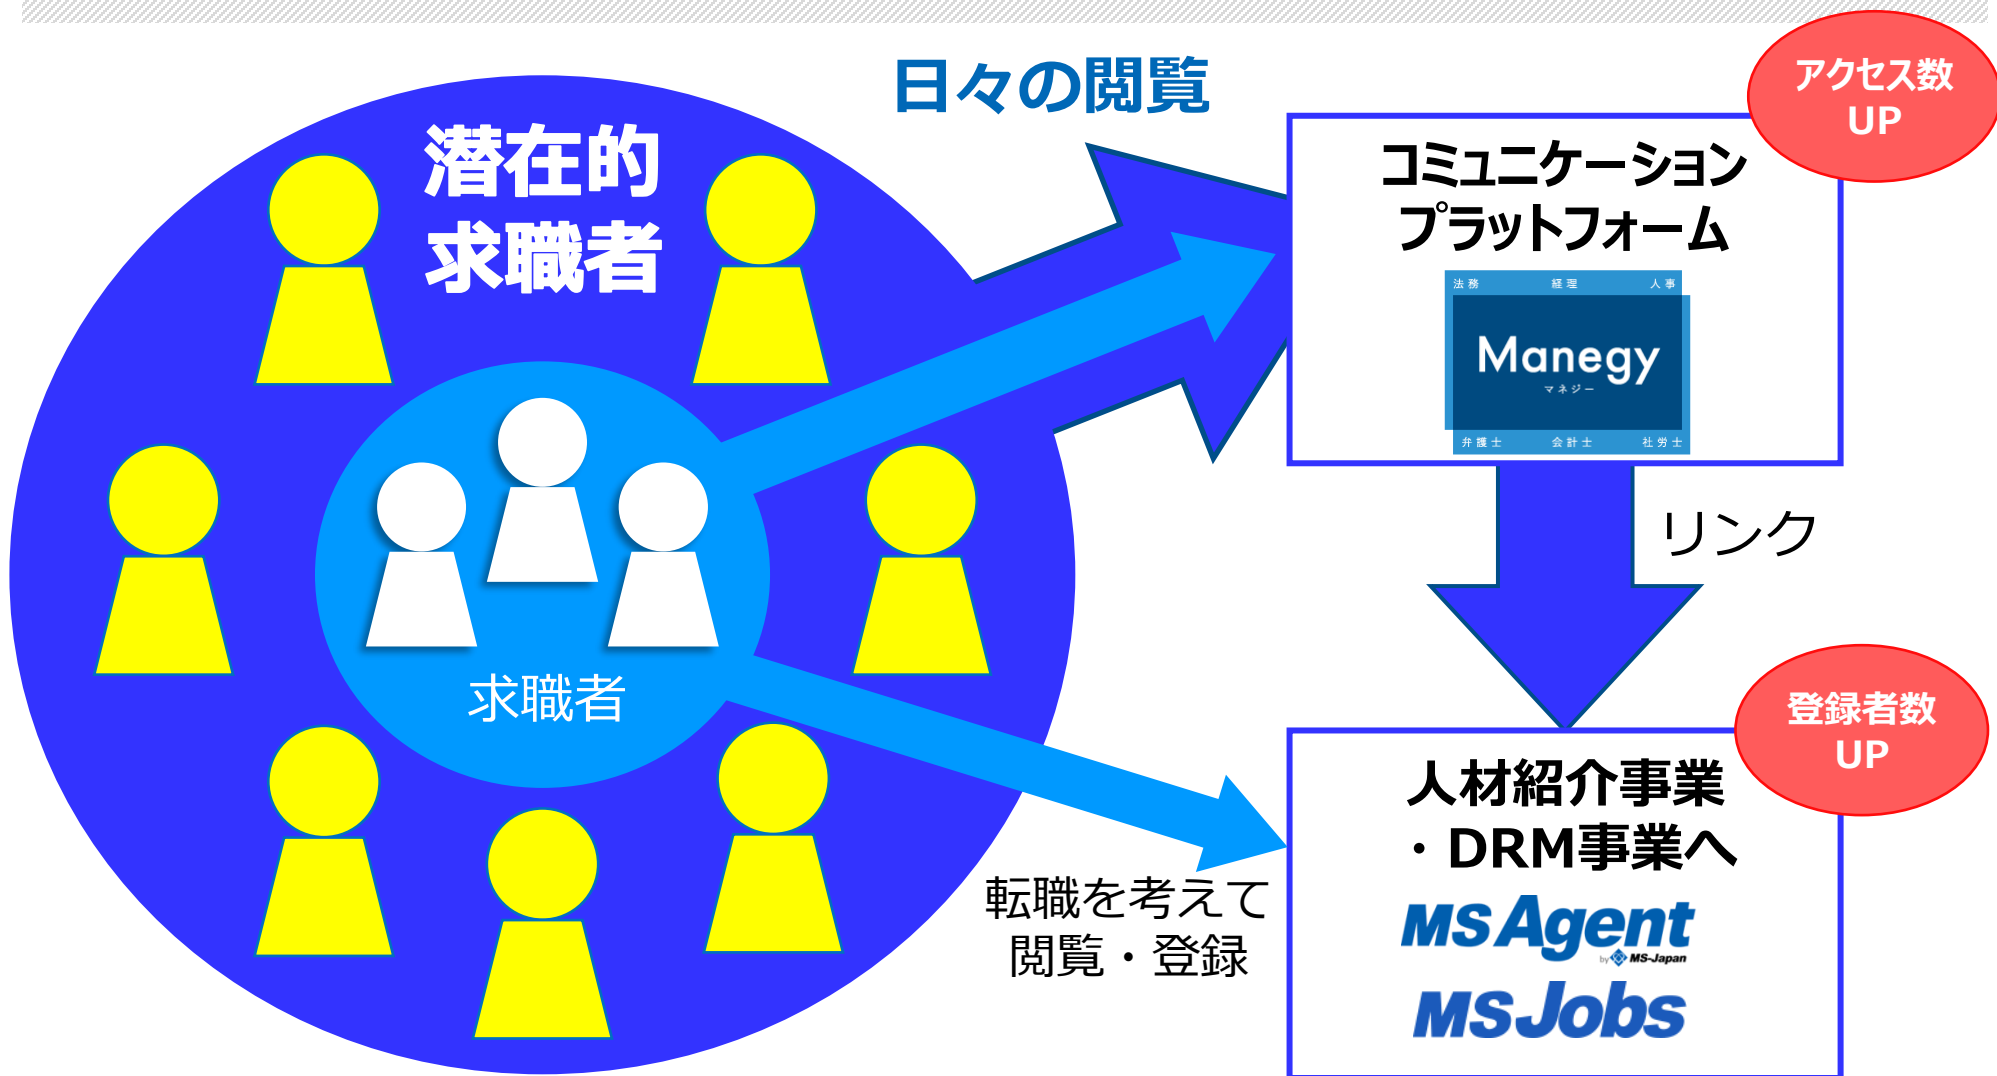 日々の閲覧
アクセス数
UP
潜在的
求職者
コミュニケーション
プラットフォーム
法務 経理 人事
Manegy
マネジー
弁護士 会計士 社労士
リンク
求職者
登録者数
UP
人材紹介事業
・DRM事業へ
転職を考えて
閲覧・登録
MS Agent
by MS-Japan
MS Jobs